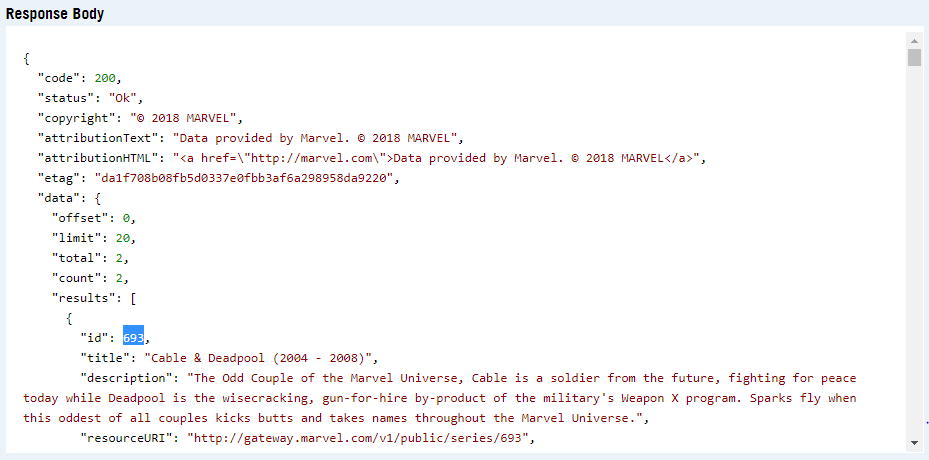 Response Body
{
"code": 200,
"status": "Ok",
"copyright": "© 2018 MARVEL",
"attributionText": "Data provided by Marvel. © 2018 MARVEL",
"attributionHTML": "<a href=\"http://marvel.com\">Data provided by Marvel. © 2018 MARVEL</a>",
"etag": "da1f708b08fb5d0337e0fbb3af6a298958da9220",
"data": {
"offset": 0,
"limit": 20,
"total": 2,
"count": 2,
"results": [
{
"id": 693,
"title": "Cable & Deadpool (2004 - 2008)",
"description": "The Odd Couple of the Marvel Universe, Cable is a soldier from the future, fighting for peace
today while Deadpool is the wisecracking, gun-for-hire by-product of the military's Weapon X program. Sparks fly when
this oddest of all couples kicks butts and takes names throughout the Marvel Universe.",
"resourceURI": "http://gateway.marvel.com/v1/public/series/693",